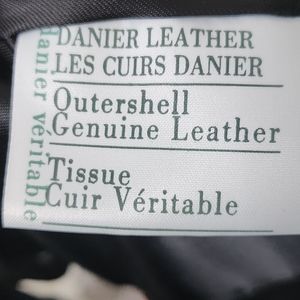 DANIER LEATHER
LES CUIRS DANIER
Outershell
Genuine Leather
Tissue
Cuir Véritable
danier véritable